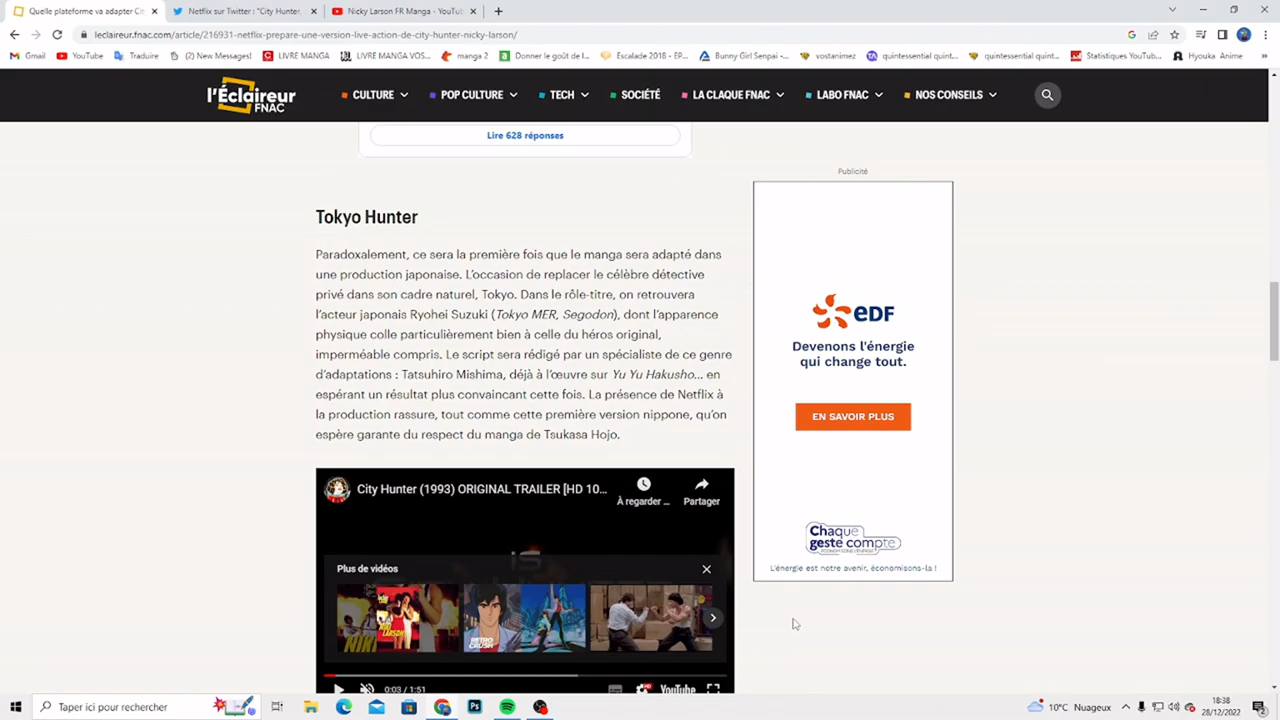 Quelle plateforme va adapter Ci
Netflix sur Twitter : "City Hunter,
Nicky Larson FR Manga - YouTu
leclaireur.fnac.com/article/216931-netflix-prepare-une-version-live-action-de-city-hunter-nicky-larson/
Gmail
YouTube
Traduire
(2) New Messages!
LIVRE MANGA
LIVRE MANGA VOS...
manga 2
Donner le goût de l...
Escalade 2018 - EP...
Bunny Girl Senpai -...
vostanimez
quintessential quint...
quintessential quint...
Statistiques YouTub...
Hyouka Anime
»
l'Éclaireur
FNAC
CULTURE
POP CULTURE
TECH
SOCIÉTÉ
LA CLAQUE FNAC
LABO FNAC
NOS CONSEILS
Lire 628 réponses
Publicité
Tokyo Hunter
Paradoxalement, ce sera la première fois que le manga sera adapté dans
une production japonaise. L'occasion de replacer le célèbre détective
privé dans son cadre naturel, Tokyo. Dans le rôle-titre, on retrouvera
l'acteur japonais Ryohei Suzuki (Tokyo MER, Segodon), dont l'apparence
physique colle particulièrement bien à celle du héros original,
imperméable compris. Le script sera rédigé par un spécialiste de ce genre
d'adaptations : Tatsuhiro Mishima, déjà à l'œuvre sur Yu Yu Hakusho... en
espérant un résultat plus convaincant cette fois. La présence de Netflix à
la production rassure, tout comme cette première version nippone, qu'on
espère garante du respect du manga de Tsukasa Hojo.
eDF
Devenons l'énergie
qui change tout.
EN SAVOIR PLUS
Chaque
geste compte
L'énergie est notre avenir, économisons-la !
City Hunter (1993) ORIGINAL TRAILER [HD 10...
À regarder ...
Partager
iS
Plus de vidéos
NIKI LARSON
RETRO
CRUSH
0:03 / 1:51
HD
YouTube
Taper ici pour rechercher
10°C Nuageux
18:38
28/12/2022
2